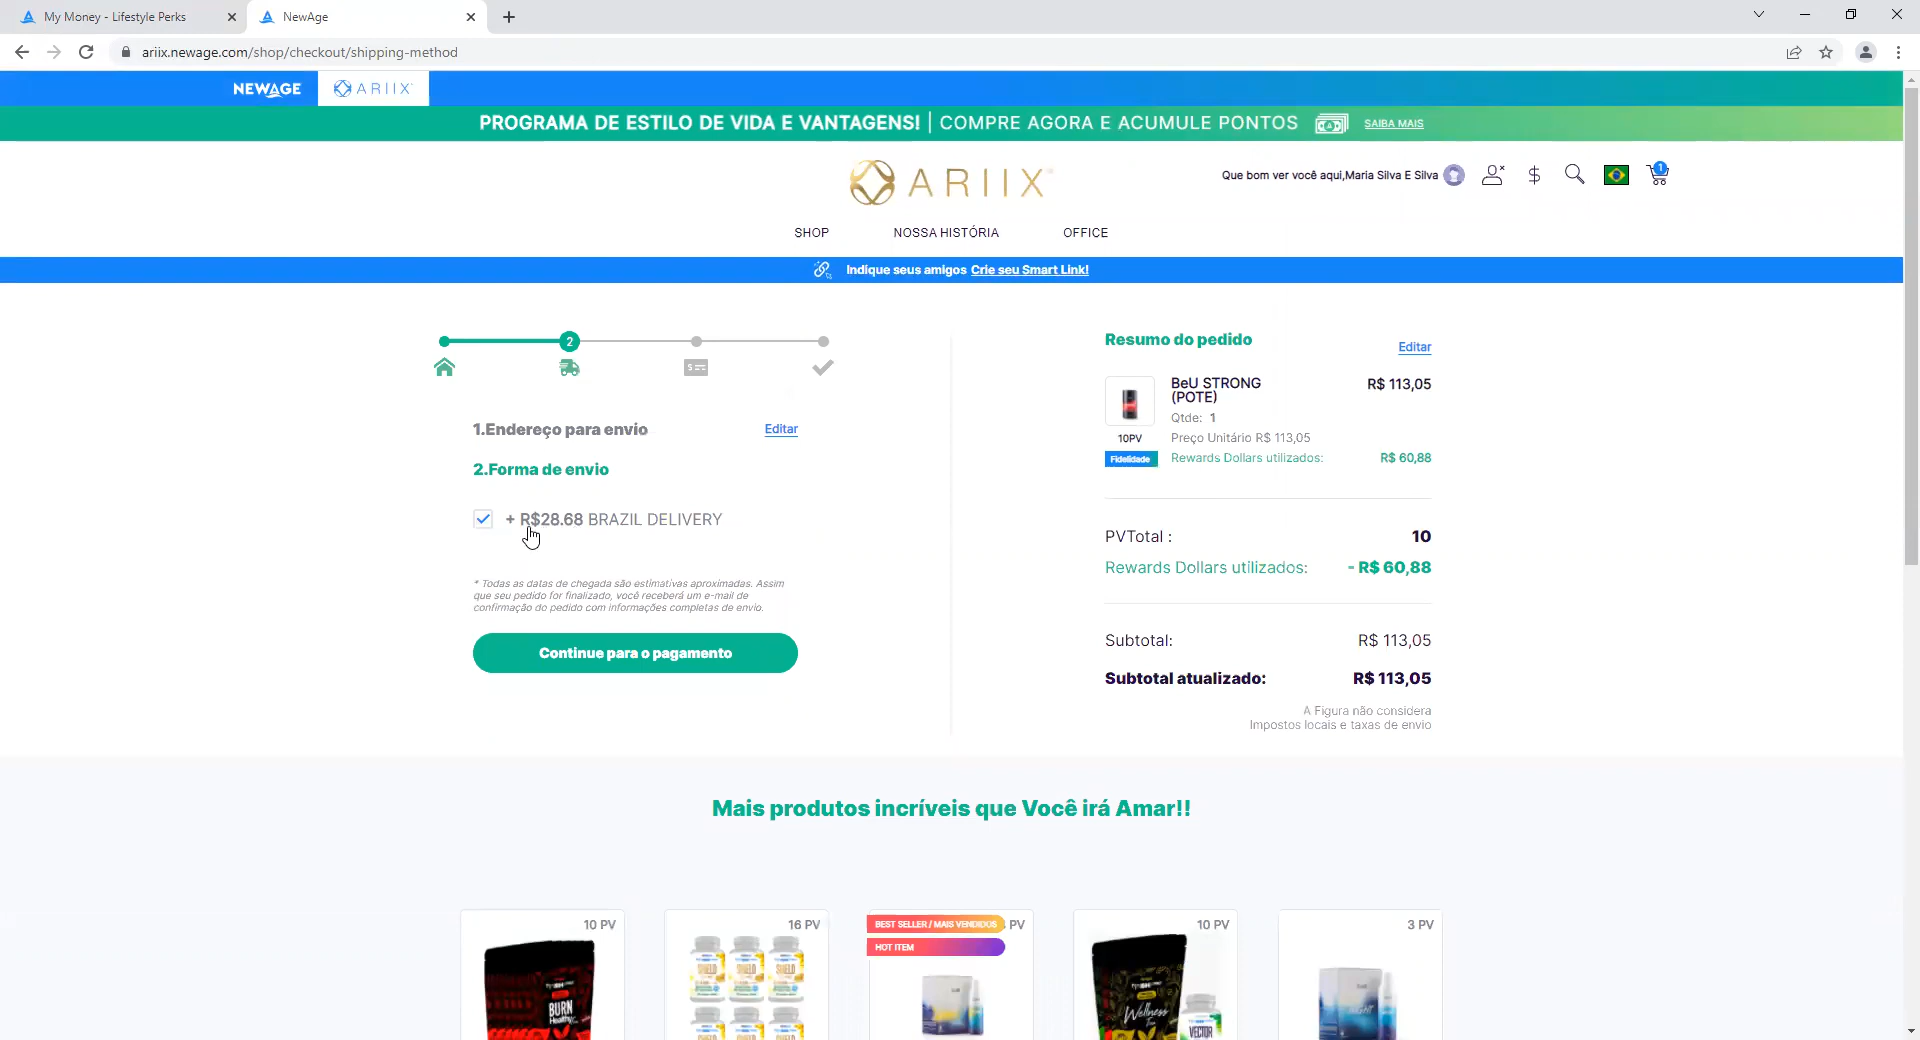 My Money - Lifestyle Perks
NewAge
ariix.newage.com/shop/checkout/shipping-method
NEWAGE
ARIIX
PROGRAMA DE ESTILO DE VIDA E VANTAGENS! | COMPRE AGORA E ACUMULE PONTOS SAIBA MAIS
ARIIX
Que bom ver você aqui,Maria Silva E Silva
1
SHOP
NOSSA HISTÓRIA
OFFICE
Indique seus amigos Crie seu Smart Link!
2
1.Endereço para envio
Editar
2.Forma de envio
+ R$28.68 BRAZIL DELIVERY
* Todas as datas de chegada são estimativas aproximadas. Assim
que seu pedido for finalizado, você receberá um e-mail de
confirmação do pedido com informações completas de envio.
Continue para o pagamento
Resumo do pedido
Editar
BeU STRONG
(POTE)
R$ 113,05
Qtde: 1
10PV
Preço Unitário R$ 113,05
Fidelidade
Rewards Dollars utilizados:
R$ 60,88
PVTotal :
10
Rewards Dollars utilizados:
- R$ 60,88
Subtotal:
R$ 113,05
Subtotal atualizado:
R$ 113,05
A Figura não considera
Impostos locais e taxas de envio
Mais produtos incríveis que Você irá Amar!!
10 PV
16 PV
BEST SELLER / MAIS VENDIDOS
PV
HOT ITEM
10 PV
3 PV
BURN
SHIELD
SHIELD
SHIELD
Wellness
VECTOR